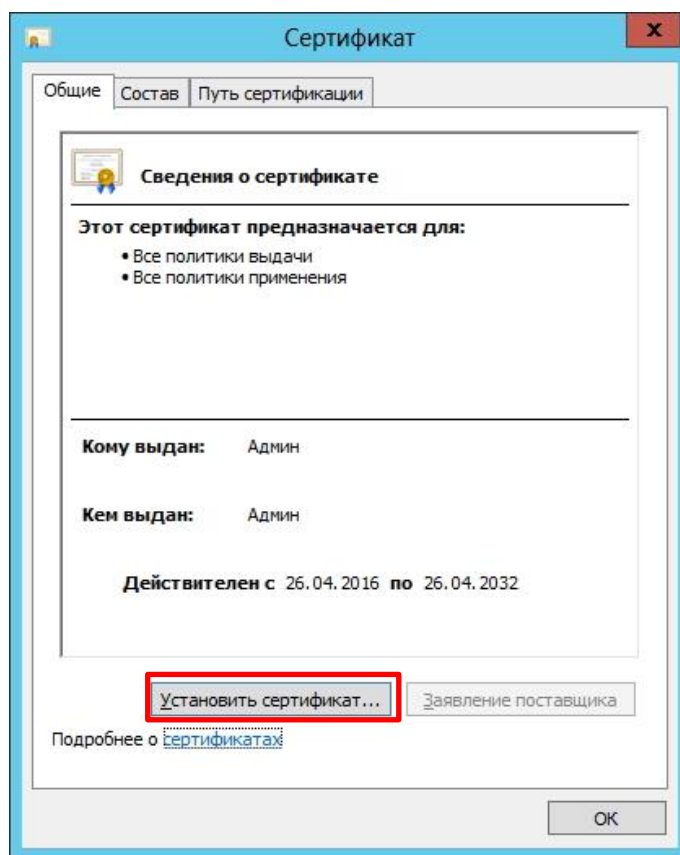 Сертификат
x
Общие Состав Путь сертификации
Сведения о сертификате
Этот сертификат предназначается для:
• Все политики выдачи
• Все политики применения
Кому выдан: Админ
Кем выдан: Админ
Действителен с 26.04.2016 по 26.04.2032
Установить сертификат... Заявление поставщика
Подробнее о сертификатах
ОК